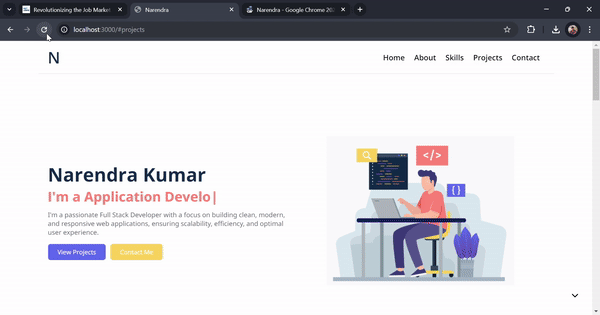 Revolutionizing the Job Market
Narendra
Narendra - Google Chrome 202
localhost:3000/#projects
N
Home About Skills Projects Contact
Narendra Kumar
I'm a Application Develo|
I'm a passionate Full Stack Developer with a focus on building clean, modern,
and responsive web applications, ensuring scalability, efficiency, and optimal
user experience.
View Projects Contact Me